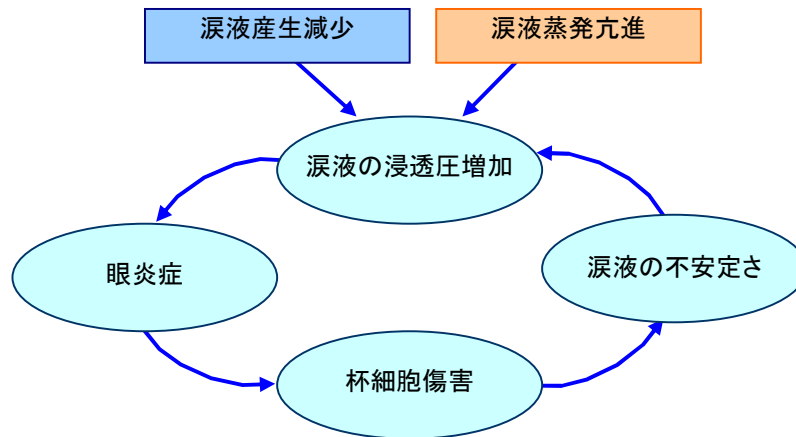 涙液産生減少
涙液蒸発亢進
涙液の浸透圧増加
眼炎症
涙液の不安定さ
杯細胞傷害